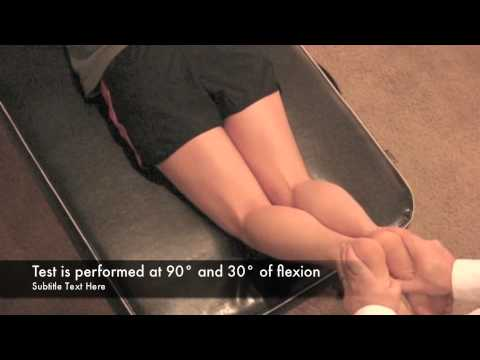 Test is performed at 90° and 30° of flexion
Subtitle Text Here